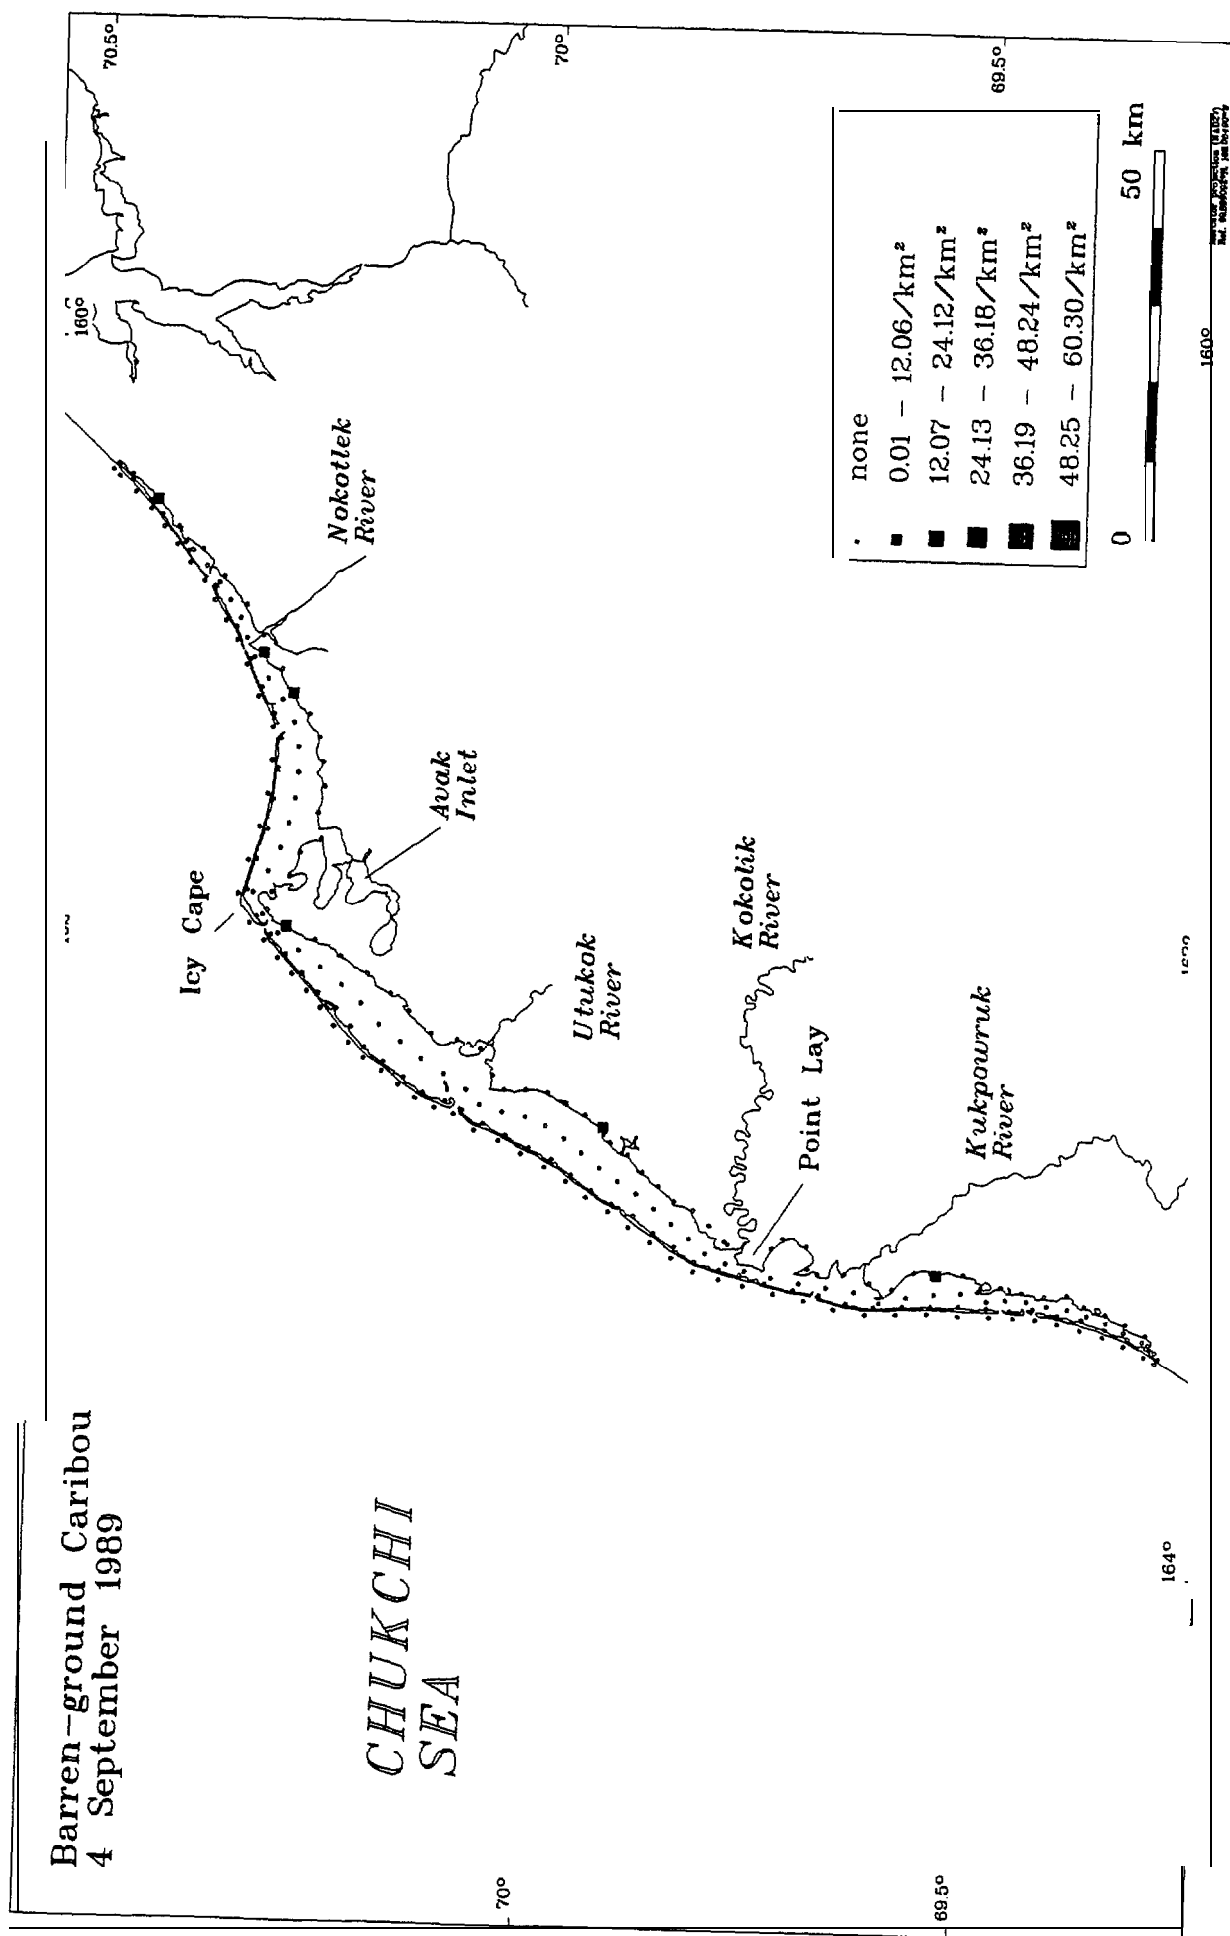 Barren-ground Caribou
4 September 1989
CHUKCHI
SEA
Icy Cape
Nokotlek
River
Avak
Inlet
Utukok
River
Kokolik
River
Point Lay
Kukpowruk
River
none
0.01 - 12.06/km²
12.07 - 24.12/km²
24.13 - 36.18/km²
36.19 - 48.24/km²
48.25 - 60.30/km²
0 50 km
70.5°
70°
69.5°
160°
160°
164°
70°
69.5°